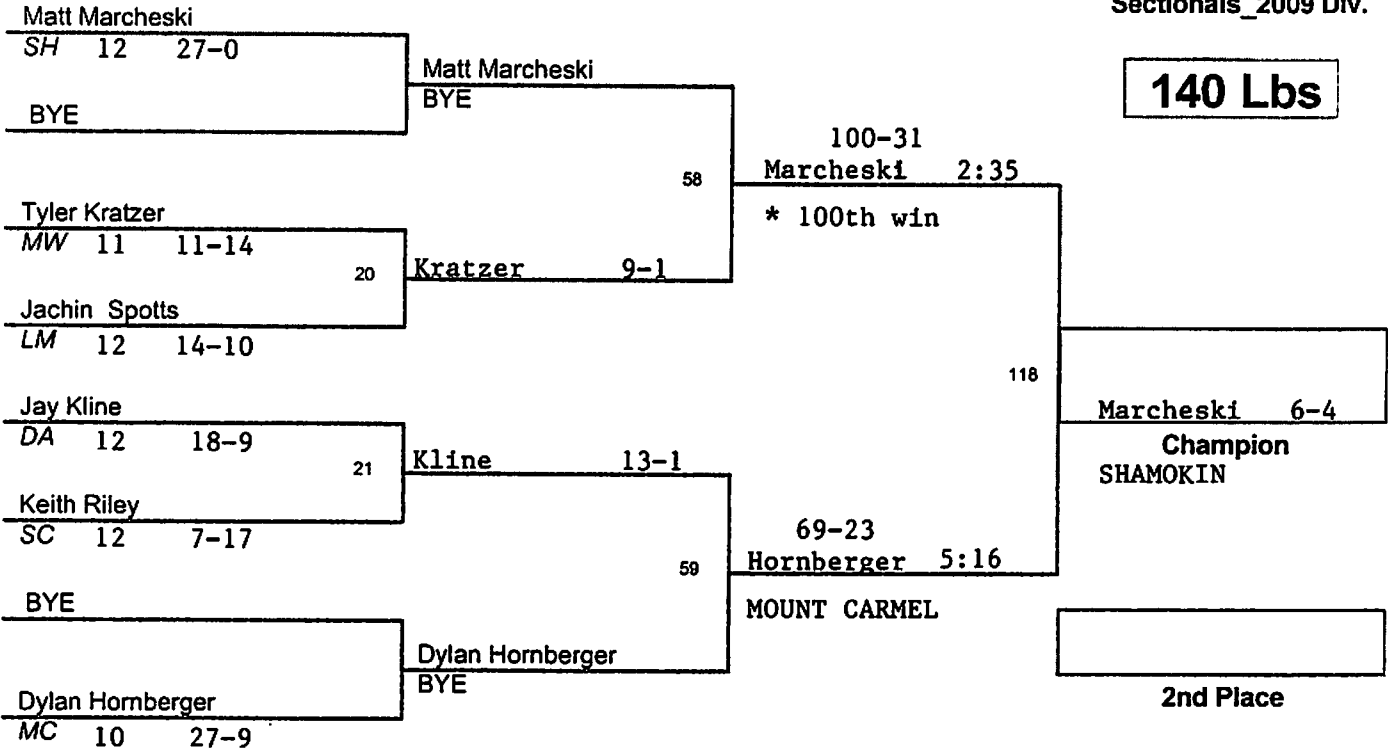 Sectionals_2009 Div.
140 Lbs
Matt Marcheski
SH 12 27-0
BYE
Matt Marcheski
BYE
Tyler Kratzer
MW 11 11-14
20
Jachin Spotts
LM 12 14-10
Kratzer 9-1
58
100-31
Marcheski 2:35
* 100th win
Jay Kline
DA 12 18-9
21
Keith Riley
SC 12 7-17
Kline 13-1
BYE
Dylan Hornberger
MC 10 27-9
Dylan Hornberger
BYE
59
69-23
Hornberger 5:16
MOUNT CARMEL
118
Marcheski 6-4
Champion
SHAMOKIN
2nd Place